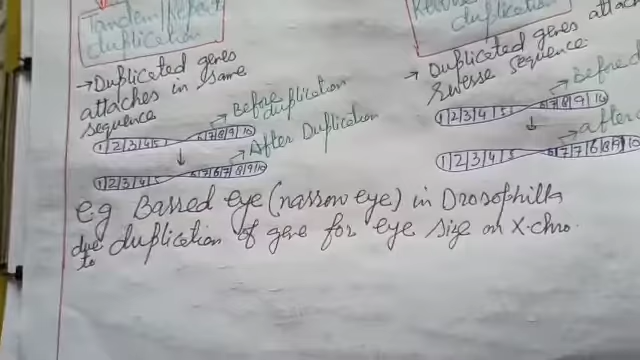 Tandem/Repeat
duplication
→Duplicated genes
attaches in same
sequence
Before
duplication
1 2 3 4 5 6 7 8 9 10
↓
After Duplication
1 2 3 4 5 6 7 6 7 8 9 10
Reverse
duplication
→ Duplicated genes attac
reverse sequence.
Before d
1 2 3 4 5 6 7 8 9 10
↓
after
1 2 3 4 5 6 7 7 6 8 9 10
eg Barred eye (narrow eye) in Drosophilla
due to duplication of gene for eye size on X.chro.